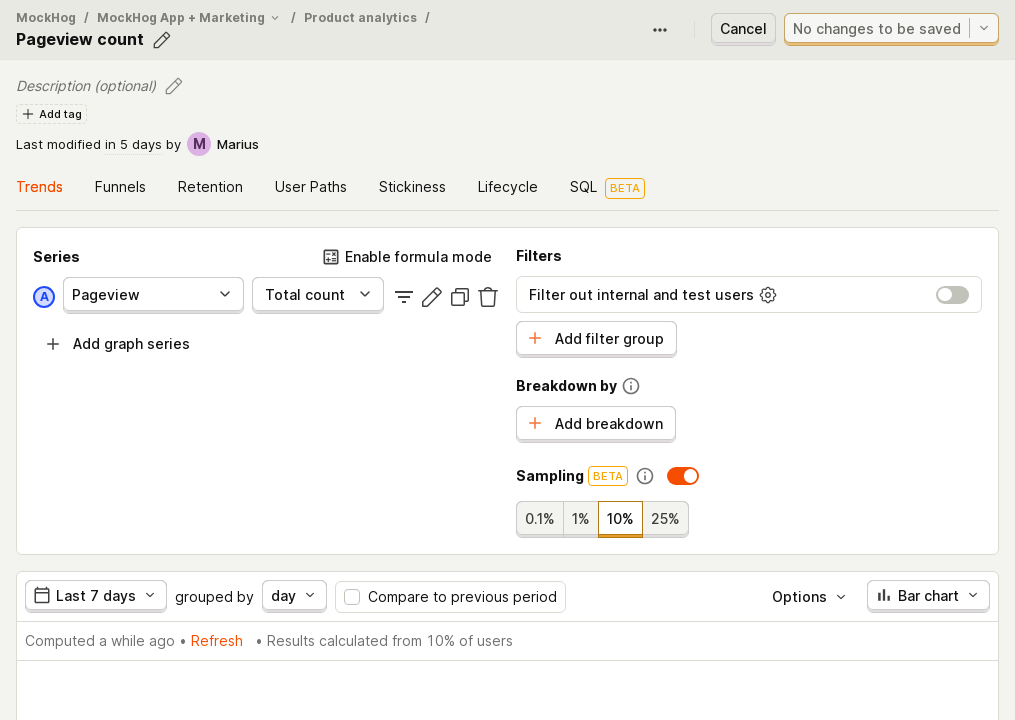 MockHog / MockHog App + Marketing / Product analytics /
Pageview count
Cancel
No changes to be saved
Description (optional)
Add tag
Last modified in 5 days by M Marius
Trends Funnels Retention User Paths Stickiness Lifecycle SQL BETA
Series
Enable formula mode
A Pageview Total count
Add graph series
Filters
Filter out internal and test users
Add filter group
Breakdown by
Add breakdown
Sampling BETA
0.1% 1% 10% 25%
Last 7 days grouped by day Compare to previous period Options Bar chart
Computed a while ago • Refresh • Results calculated from 10% of users